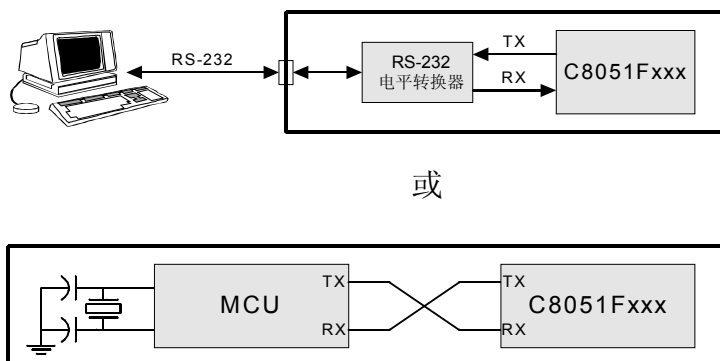 RS-232
RS-232
电平转换器
TX
RX
C8051Fxxx
或
MCU
TX
RX
TX
RX
C8051Fxxx